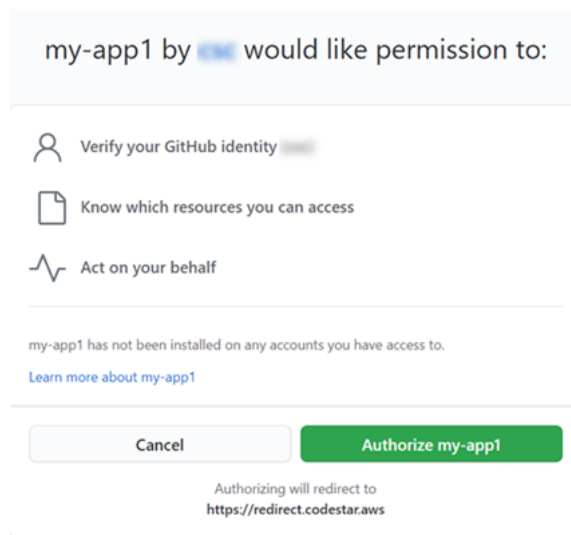 my-app1 by would like permission to:
Verify your GitHub identity
Know which resources you can access
Act on your behalf
my-app1 has not been installed on any accounts you have access to.
Learn more about my-app1
Cancel
Authorize my-app1
Authorizing will redirect to
https://redirect.codestar.aws